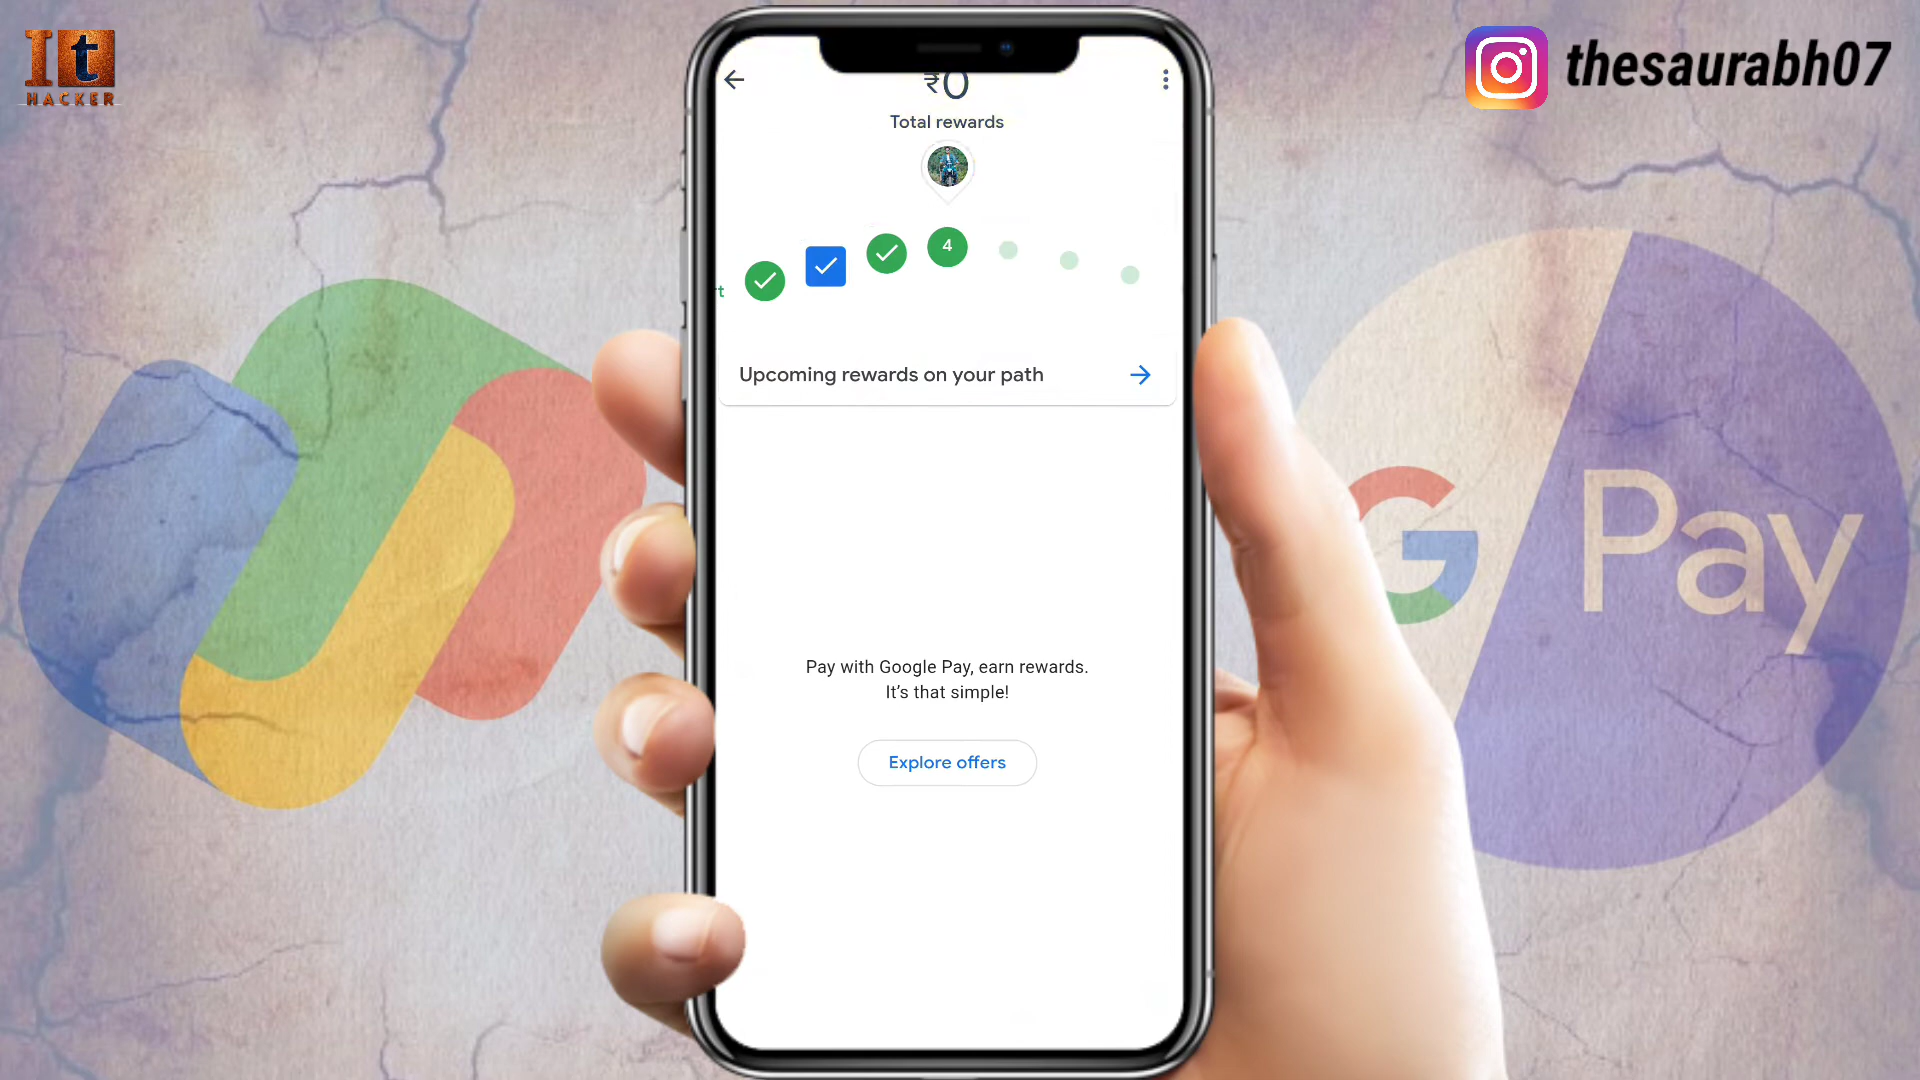 It
HACKER
thesaurabh07
₹0
Total rewards
4
rt
Upcoming rewards on your path
Pay with Google Pay, earn rewards.
It's that simple!
Explore offers
G Pay